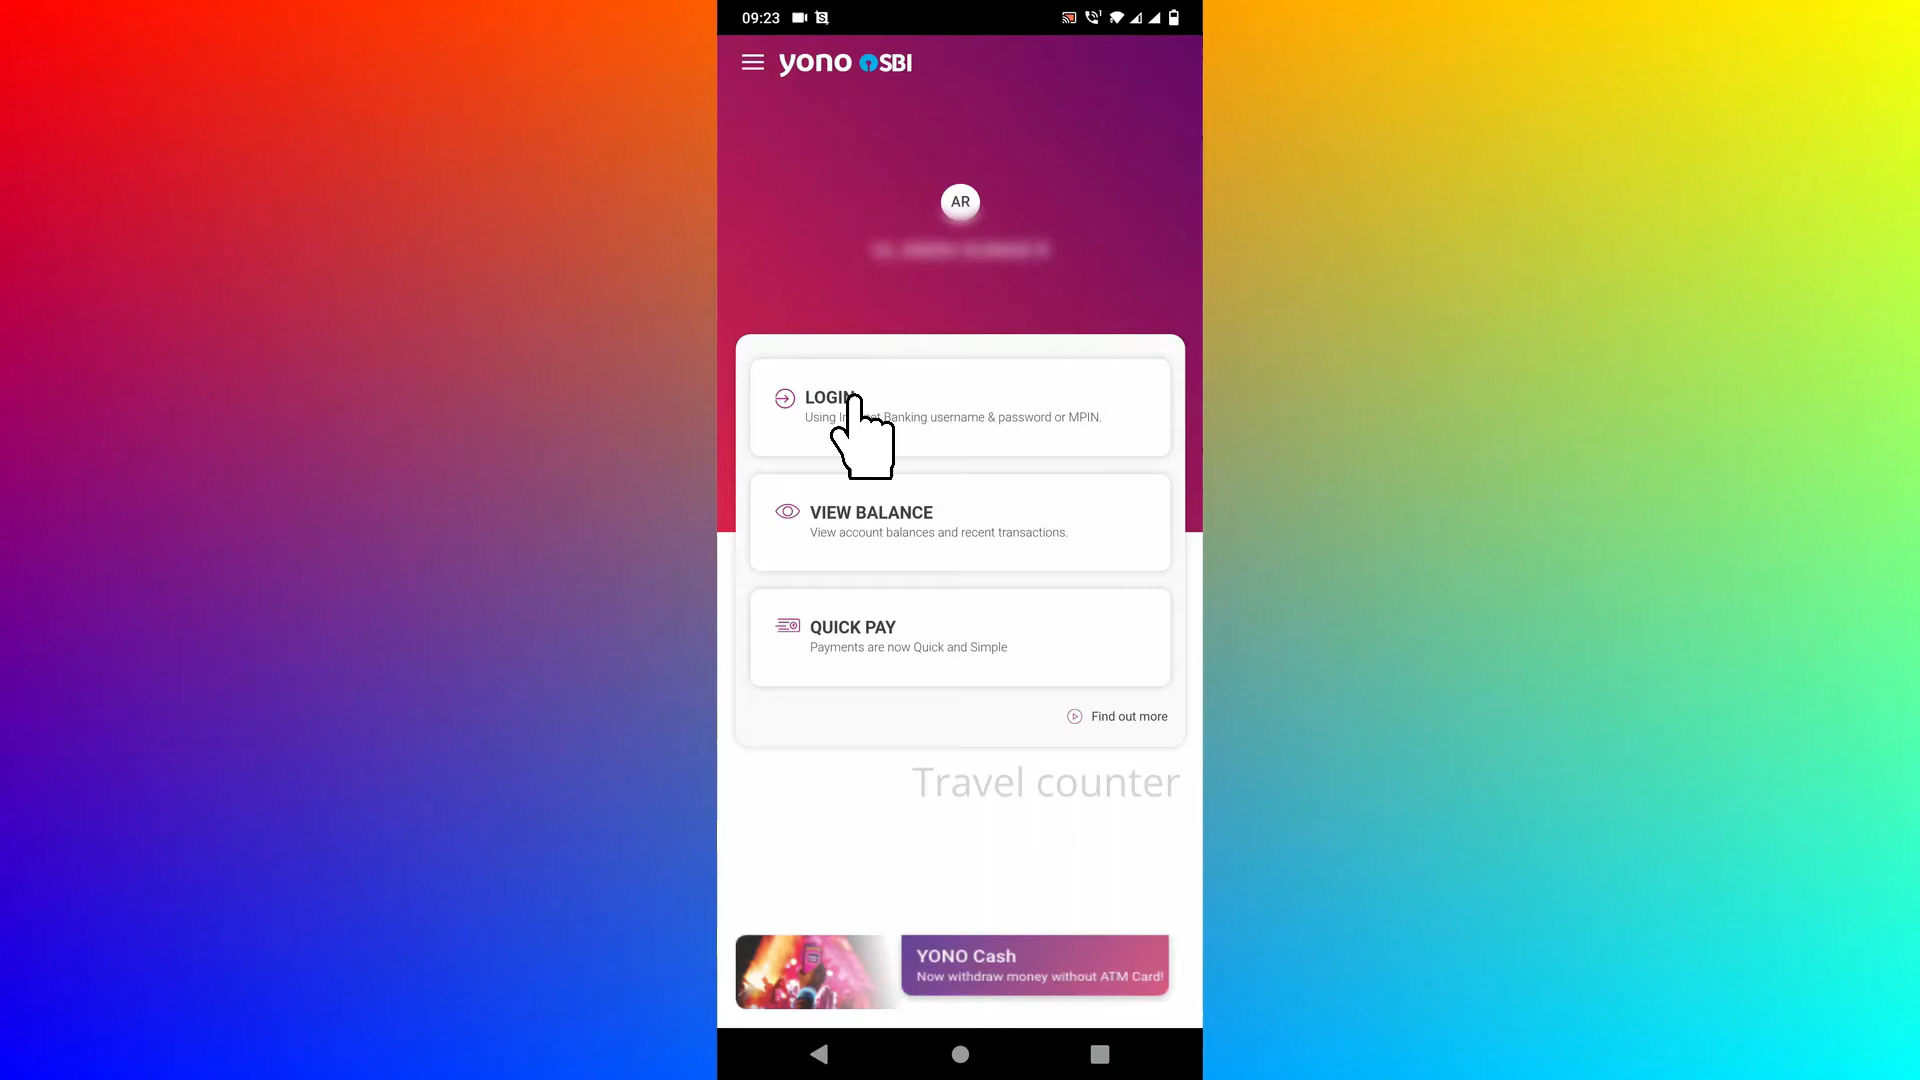 09:23
yono SBI
AR
LOGIN
Using Banking username & password or MPIN.
VIEW BALANCE
View account balances and recent transactions.
QUICK PAY
Payments are now Quick and Simple
Find out more
Travel counter
YONO Cash
Now withdraw money without ATM Card!